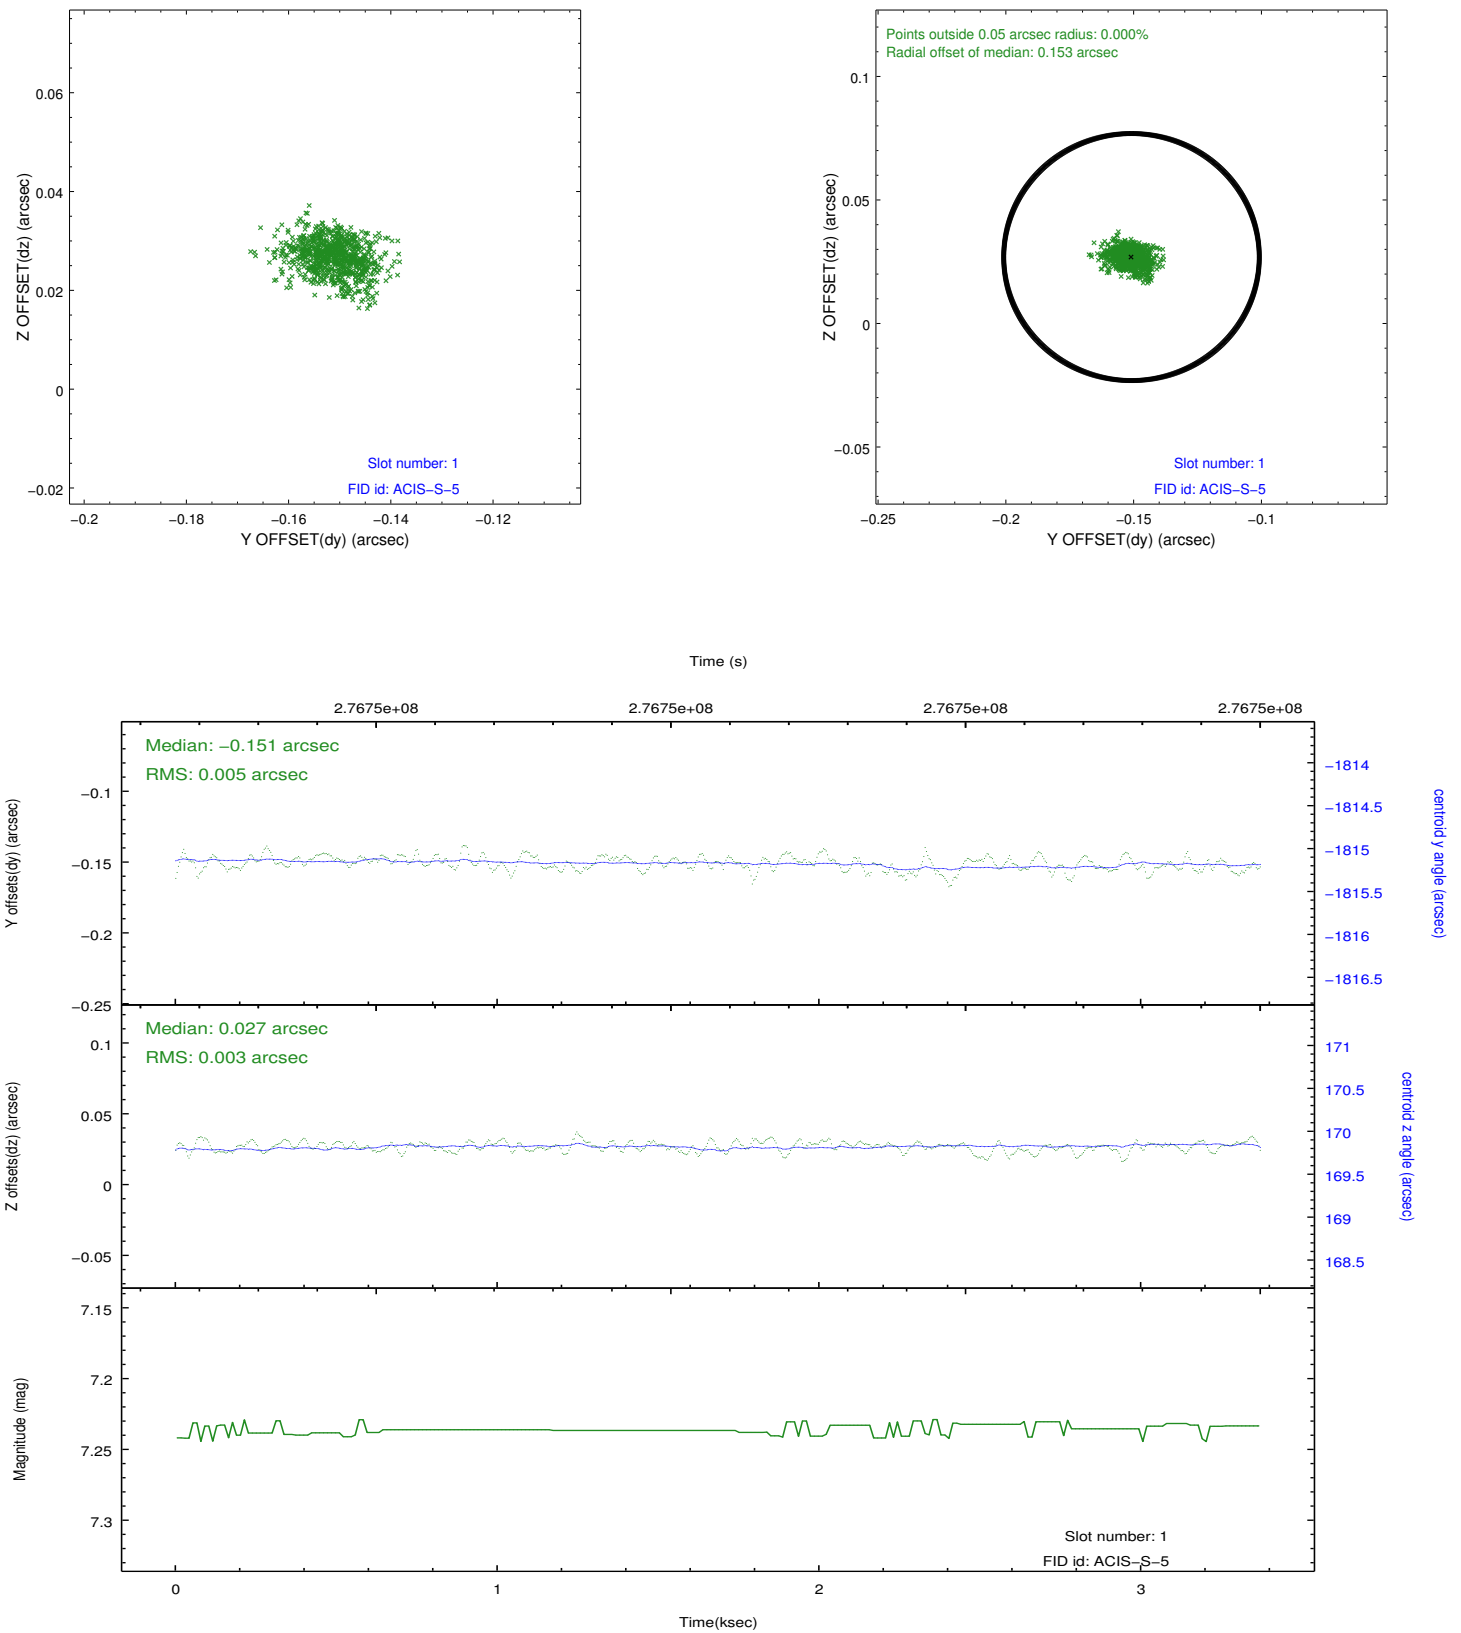 0.06
0.04
0.02
0
−0.02
−0.2
−0.18
−0.16
−0.14
−0.12
Z OFFSET(dz) (arcsec)
Y OFFSET(dy) (arcsec)
Slot number: 1
FID id: ACIS−S−5
Points outside 0.05 arcsec radius: 0.000%
Radial offset of median: 0.153 arcsec
0.1
0.05
0
−0.05
−0.25
−0.2
−0.15
−0.1
Z OFFSET(dz) (arcsec)
Y OFFSET(dy) (arcsec)
Slot number: 1
FID id: ACIS−S−5
Time (s)
2.7675e+08
2.7675e+08
2.7675e+08
2.7675e+08
Median: −0.151 arcsec
RMS: 0.005 arcsec
−0.1
−0.15
−0.2
−0.25
Y offsets(dy) (arcsec)
−1814
−1814.5
−1815
−1815.5
−1816
−1816.5
centroid y angle (arcsec)
Median: 0.027 arcsec
RMS: 0.003 arcsec
0.1
0.05
0
−0.05
Z offsets(dz) (arcsec)
171
170.5
170
169.5
169
168.5
centroid z angle (arcsec)
7.15
7.2
7.25
7.3
Magnitude (mag)
Slot number: 1
FID id: ACIS−S−5
0
1
2
3
Time(ksec)